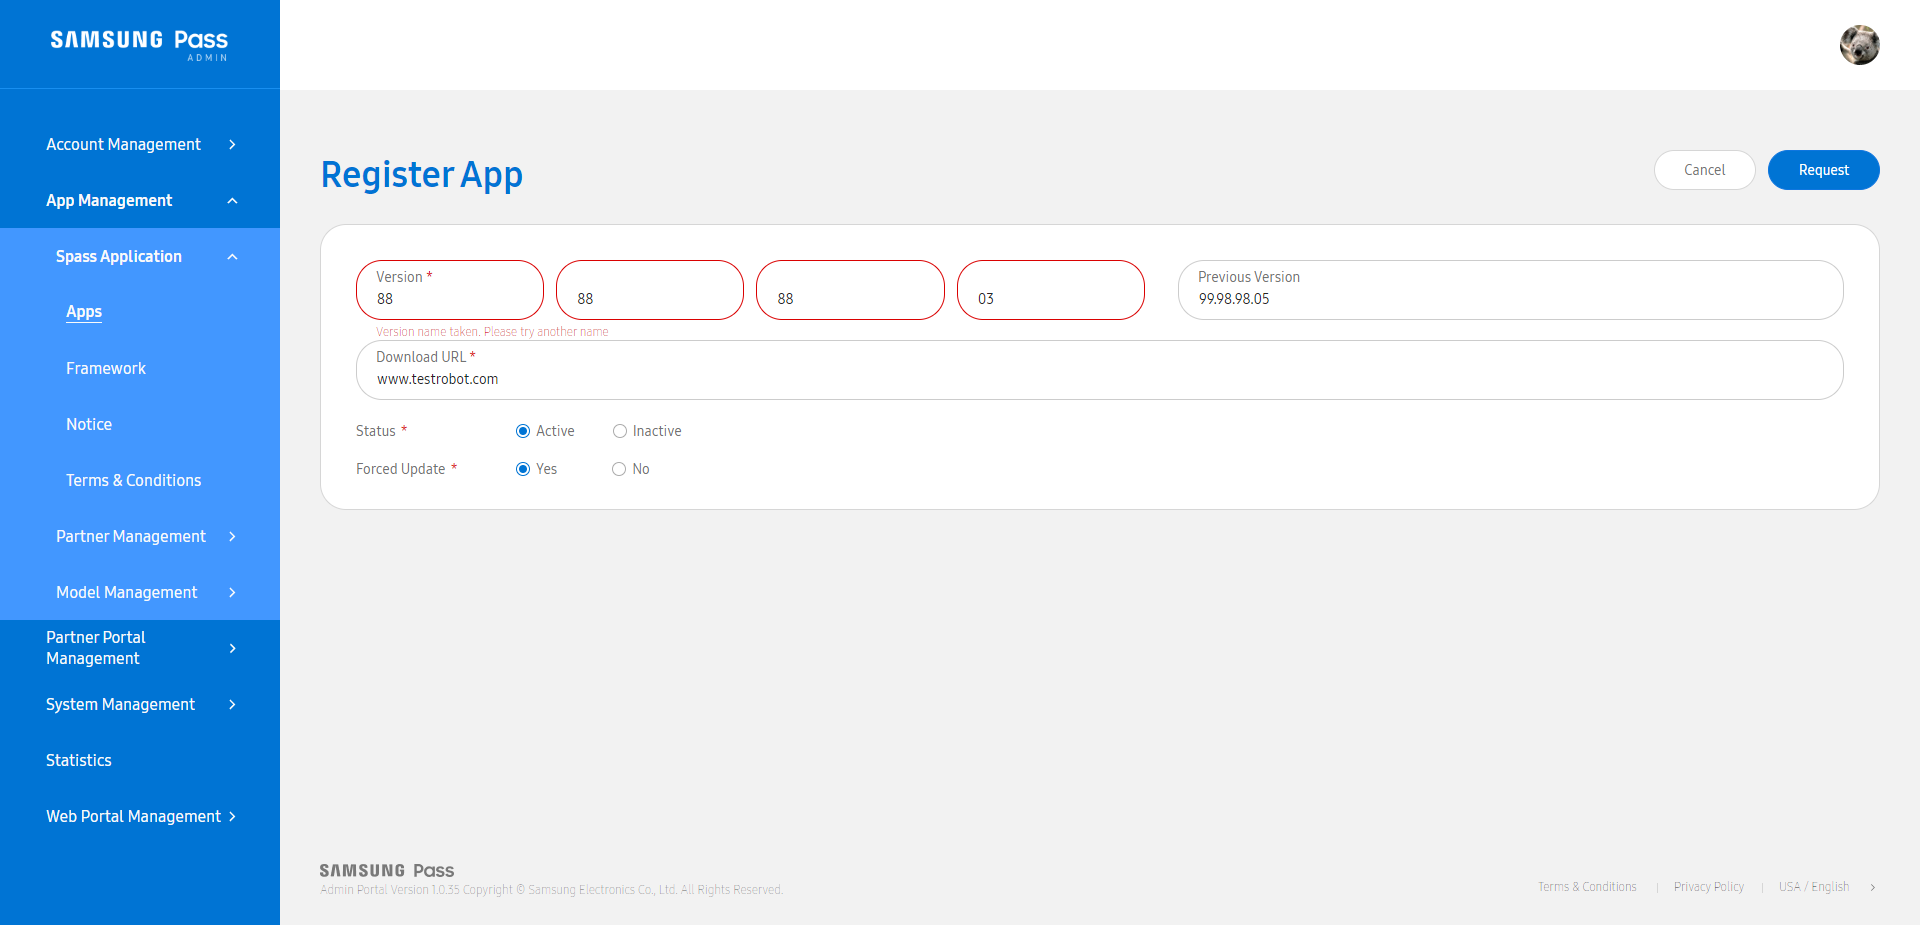 SAMSUNG Pass
ADMIN
Account Management
App Management
Spass Application
Apps
Framework
Notice
Terms & Conditions
Partner Management
Model Management
Partner Portal
Management
System Management
Statistics
Web Portal Management
Register App
Cancel
Request
Version *
88
88
88
03
Previous Version
99.98.98.05
Version name taken. Please try another name
Download URL *
www.testrobot.com
Status *
Active
Inactive
Forced Update *
Yes
No
SAMSUNG Pass
Admin Portal Version 1.0.35 Copyright © Samsung Electronics Co., Ltd. All Rights Reserved.
Terms & Conditions
Privacy Policy
USA / English